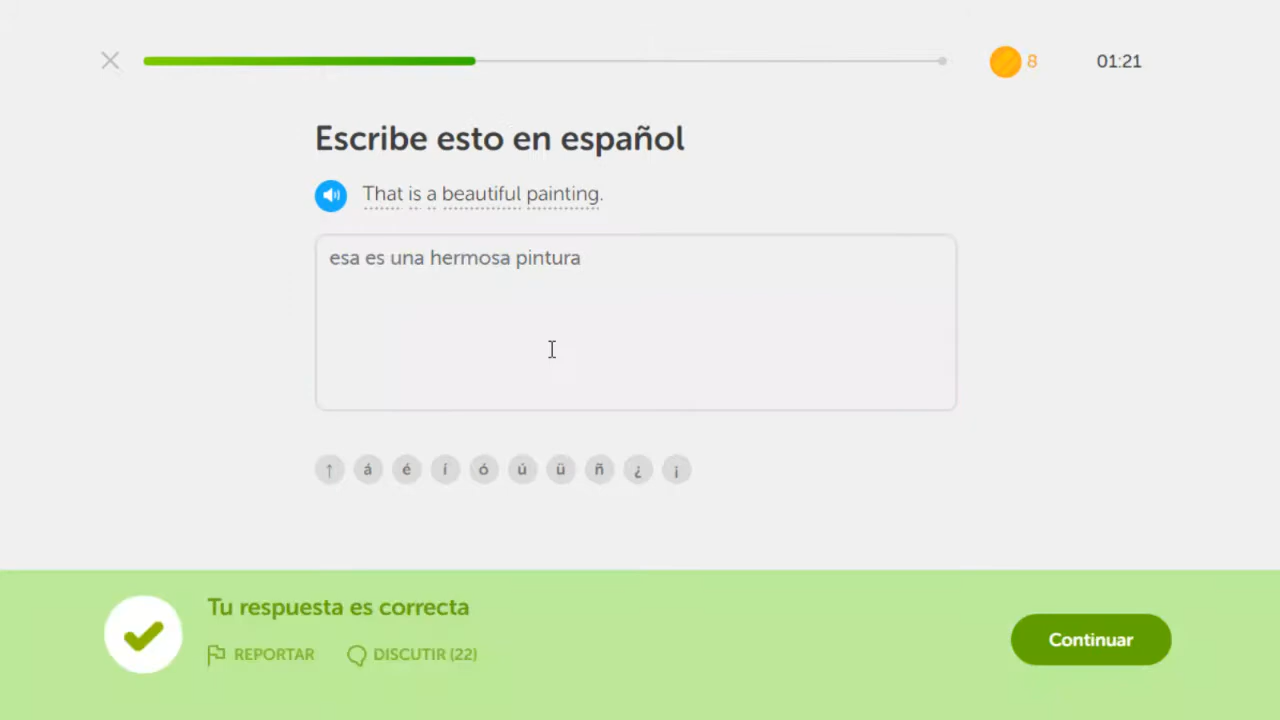 8 01:21
Escribe esto en español
That is a beautiful painting.
esa es una hermosa pintura
↑ á é í ó ú ü ñ ¿ ¡
Tu respuesta es correcta
REPORTAR DISCUTIR (22)
Continuar